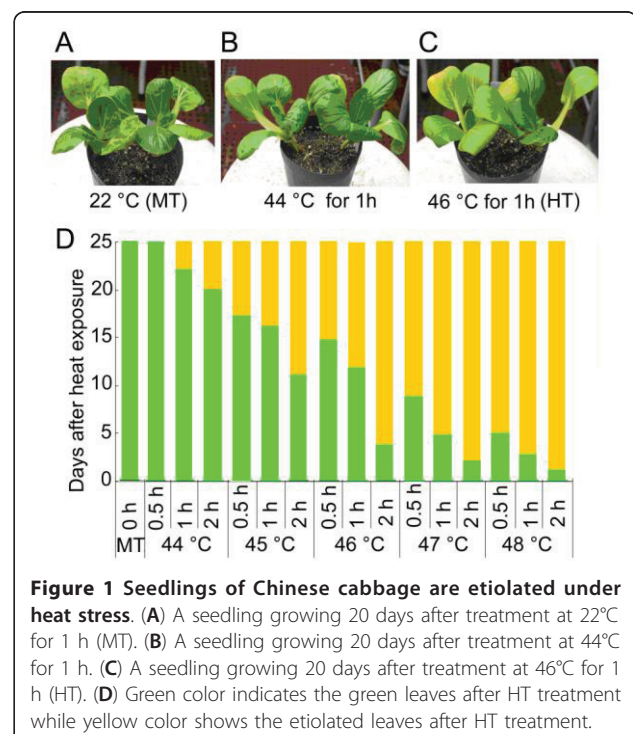 A B C
22 °C (MT) 44 °C for 1h 46 °C for 1h (HT)
D
Days after heat exposure
25
20
15
10
5
0
0 h 0.5 h 1 h 2 h 0.5 h 1 h 2 h 0.5 h 1 h 2 h 0.5 h 1 h 2 h 0.5 h 1 h 2 h
MT 44 °C 45 °C 46 °C 47 °C 48 °C
Figure 1 Seedlings of Chinese cabbage are etiolated under
heat stress. (A) A seedling growing 20 days after treatment at 22°C
for 1 h (MT). (B) A seedling growing 20 days after treatment at 44°C
for 1 h. (C) A seedling growing 20 days after treatment at 46°C for 1
h (HT). (D) Green color indicates the green leaves after HT treatment
while yellow color shows the etiolated leaves after HT treatment.